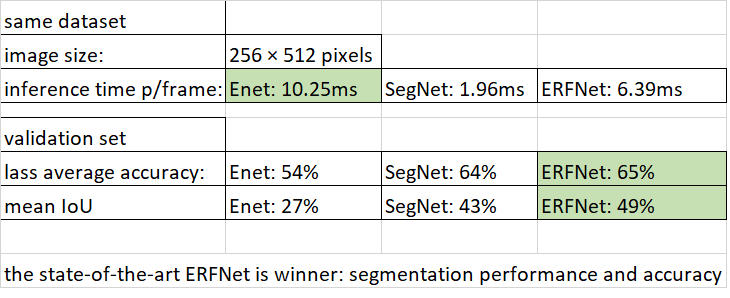 same dataset
image size: 256 × 512 pixels
inference time p/frame: Enet: 10.25ms SegNet: 1.96ms ERFNet: 6.39ms
validation set
lass average accuracy: Enet: 54% SegNet: 64% ERFNet: 65%
mean IoU Enet: 27% SegNet: 43% ERFNet: 49%
the state-of-the-art ERFNet is winner: segmentation performance and accuracy